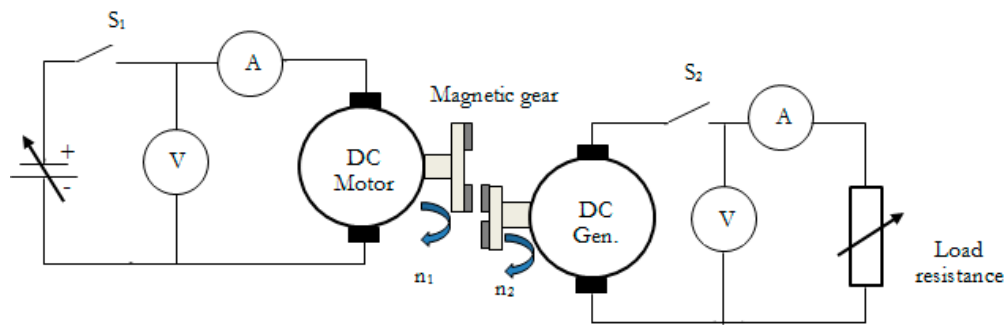 S₁
A
V
+
-
DC
Motor
n₁
Magnetic gear
n₂
DC
Gen.
S₂
A
V
Load
resistance